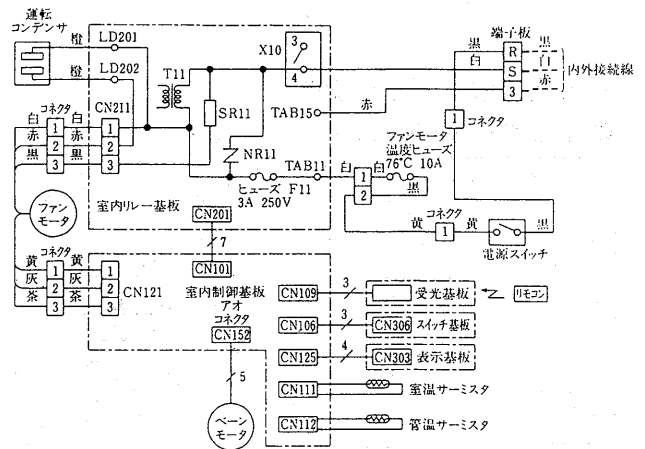 運転
コンデンサ
橙
LD201
橙
LD202
T11
X10
3
4
端子板
黒
R
黒
白
S
白
赤
3
赤
内外接続線
コネクタ
CN211
白
1
白
1
赤
2
赤
2
黒
3
黒
3
SR11
TAB15
赤
1
コネクタ
NR11
TAB11
ヒューズ F11
3A 250V
白
1
白
2
黒
ファンモータ
温度ヒューズ
76℃ 10A
ファン
モータ
室内リレー基板
CN201
7
CN101
黄
コネクタ
1
黄
黒
電源スイッチ
コネクタ
黄
1
黄
1
灰
2
灰
2
茶
3
茶
3
CN121
室内制御基板
アオ
コネクタ
CN152
5
ベーン
モータ
CN109
3
受光基板
リモコン
CN106
3
CN306
スイッチ基板
CN125
4
CN303
表示基板
CN111
室温サーミスタ
CN112
管温サーミスタ